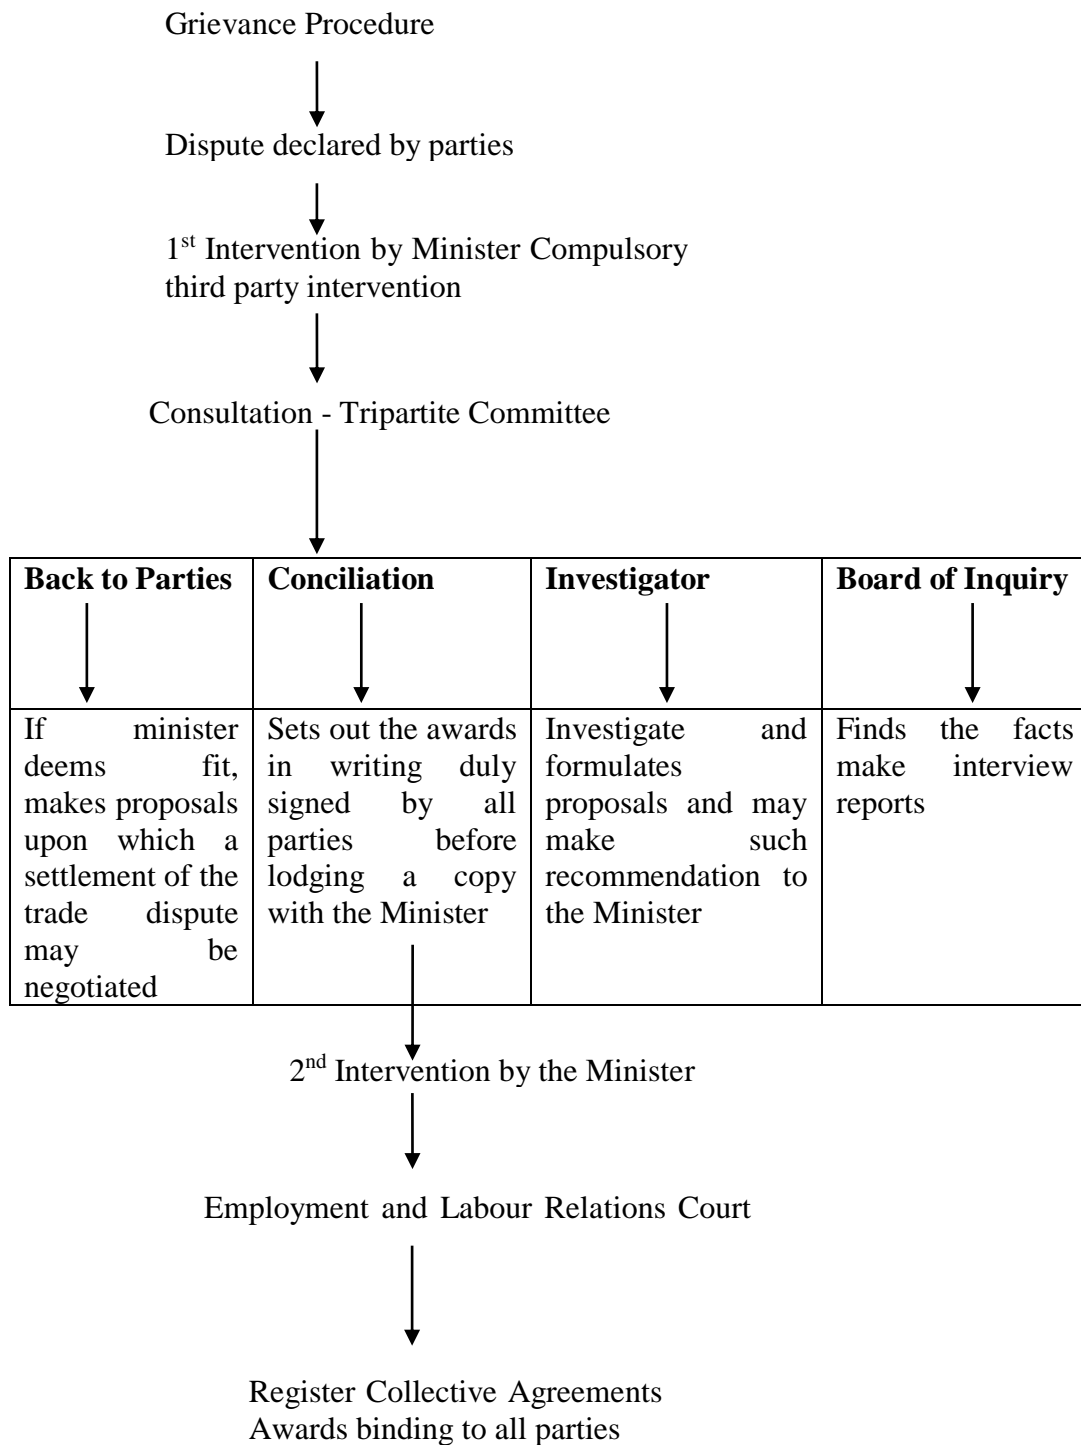 Grievance Procedure
Dispute declared by parties
1st Intervention by Minister Compulsory
third party intervention
Consultation - Tripartite Committee
Back to Parties
Conciliation
Investigator
Board of Inquiry
If minister
deems fit,
makes proposals
upon which a
settlement of the
trade dispute
may be
negotiated
Sets out the awards
in writing duly
signed by all
parties before
lodging a copy
with the Minister
Investigate and
formulates
proposals and may
make such
recommendation to
the Minister
Finds the facts
make interview
reports
2nd Intervention by the Minister
Employment and Labour Relations Court
Register Collective Agreements
Awards binding to all parties